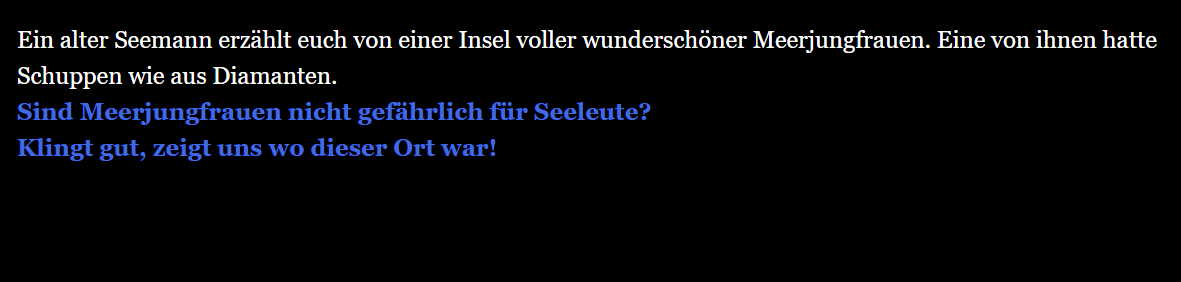 Ein alter Seemann erzählt euch von einer Insel voller wunderschöner Meerjungfrauen. Eine von ihnen hatte
Schuppen wie aus Diamanten.
Sind Meerjungfrauen nicht gefährlich für Seeleute?
Klingt gut, zeigt uns wo dieser Ort war!